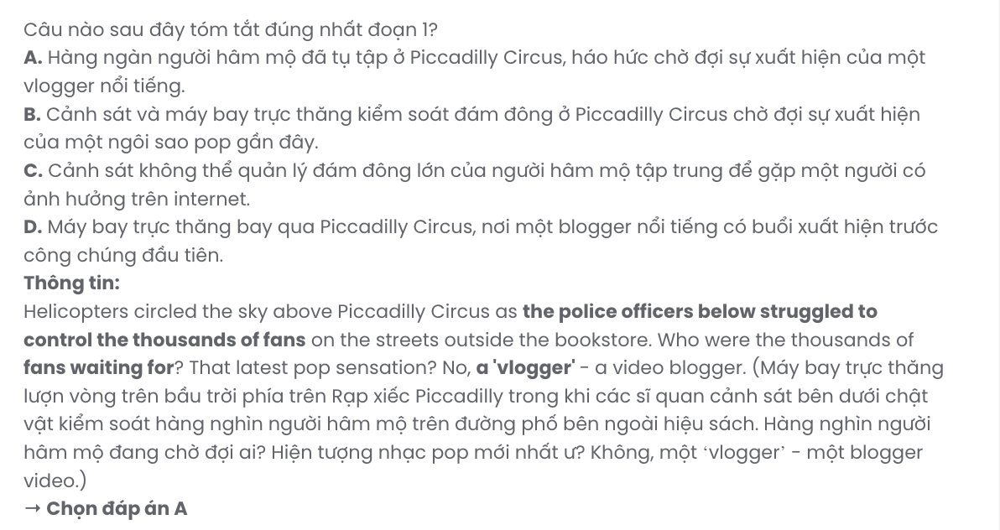 Câu nào sau đây tóm tắt đúng nhất đoạn 1?
A. Hàng ngàn người hâm mộ đã tụ tập ở Piccadilly Circus, háo hức chờ đợi sự xuất hiện của một
vlogger nổi tiếng.
B. Cảnh sát và máy bay trực thăng kiểm soát đám đông ở Piccadilly Circus chờ đợi sự xuất hiện
của một ngôi sao pop gần đây.
C. Cảnh sát không thể quản lý đám đông lớn của người hâm mộ tập trung để gặp một người có
ảnh hưởng trên internet.
D. Máy bay trực thăng bay qua Piccadilly Circus, nơi một blogger nổi tiếng có buổi xuất hiện trước
công chúng đầu tiên.
Thông tin:
Helicopters circled the sky above Piccadilly Circus as the police officers below struggled to
control the thousands of fans on the streets outside the bookstore. Who were the thousands of
fans waiting for? That latest pop sensation? No, a 'vlogger' - a video blogger. (Máy bay trực thăng
lượn vòng trên bầu trời phía trên Rạp xiếc Piccadilly trong khi các sĩ quan cảnh sát bên dưới chật
vật kiểm soát hàng nghìn người hâm mộ trên đường phố bên ngoài hiệu sách. Hàng nghìn người
hâm mộ đang chờ đợi ai? Hiện tượng nhạc pop mới nhất ư? Không, một ‘vlogger’ - một blogger
video.)
→ Chọn đáp án A